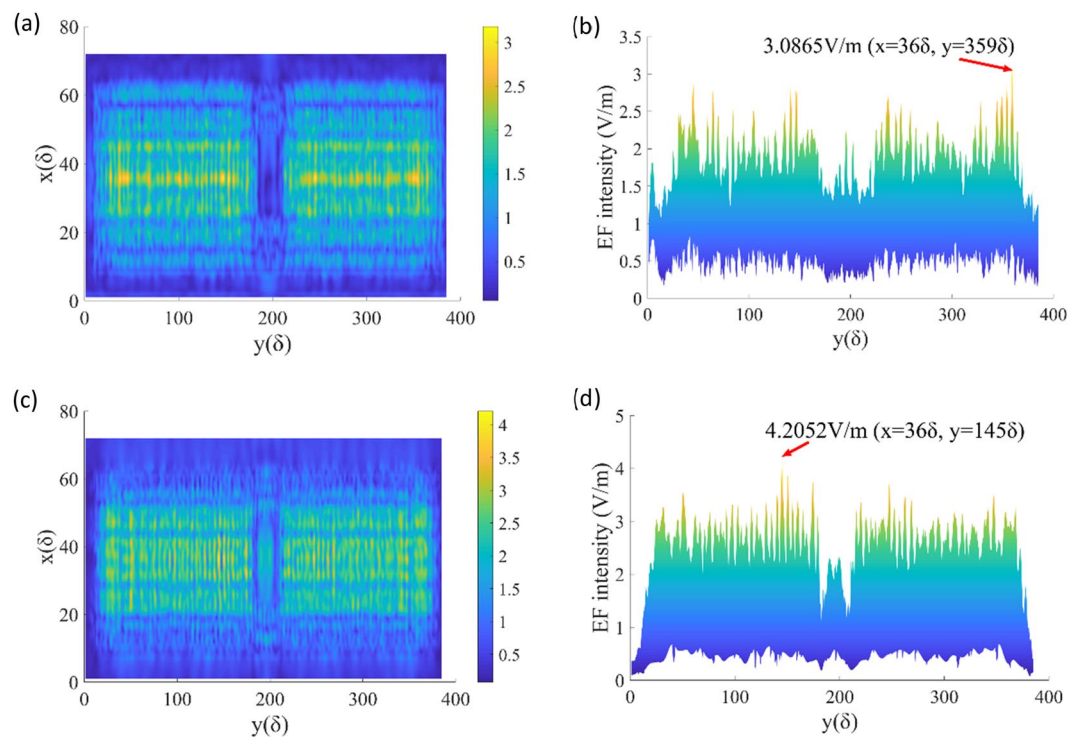 (a)
80
60
40
20
0
x(δ)
0 100 200 300 400
y(δ)
3
2.5
2
1.5
1
0.5
(b)
3.0865V/m (x=36δ, y=359δ)
3.5
3
2.5
2
1.5
1
0.5
0
EF intensity (V/m)
0 100 200 300 400
y(δ)
(c)
80
60
40
20
0
x(δ)
0 100 200 300 400
y(δ)
4
3.5
3
2.5
2
1.5
1
0.5
(d)
4.2052V/m (x=36δ, y=145δ)
5
4
3
2
1
0
EF intensity (V/m)
0 100 200 300 400
y(δ)